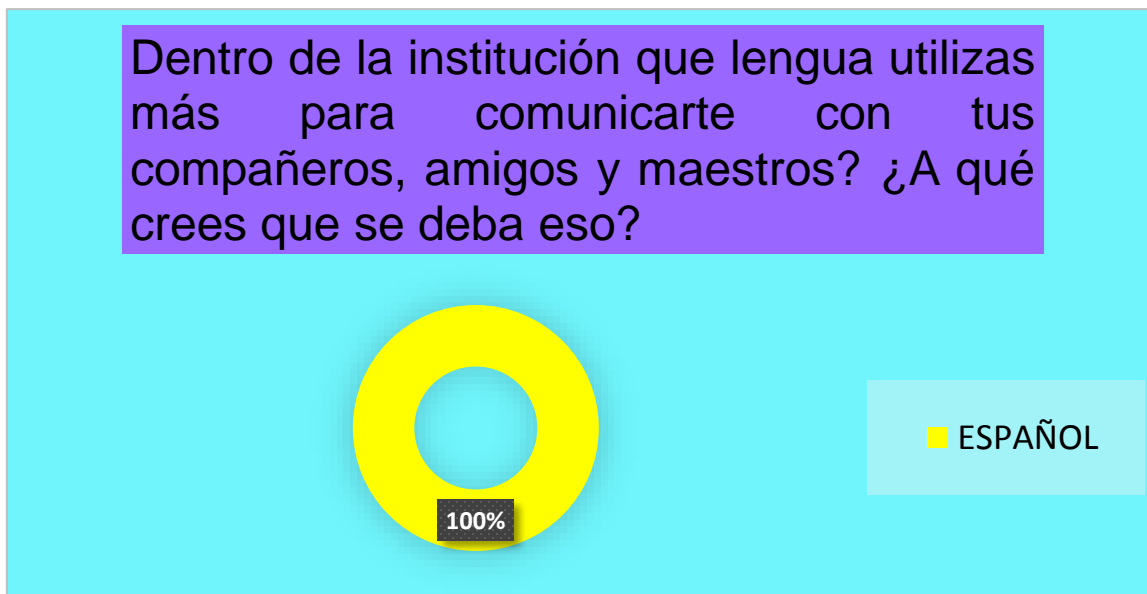 Dentro de la institución que lengua utilizas
más para comunicarte con tus
compañeros, amigos y maestros? ¿A qué
crees que se deba eso?
ESPAÑOL
100%